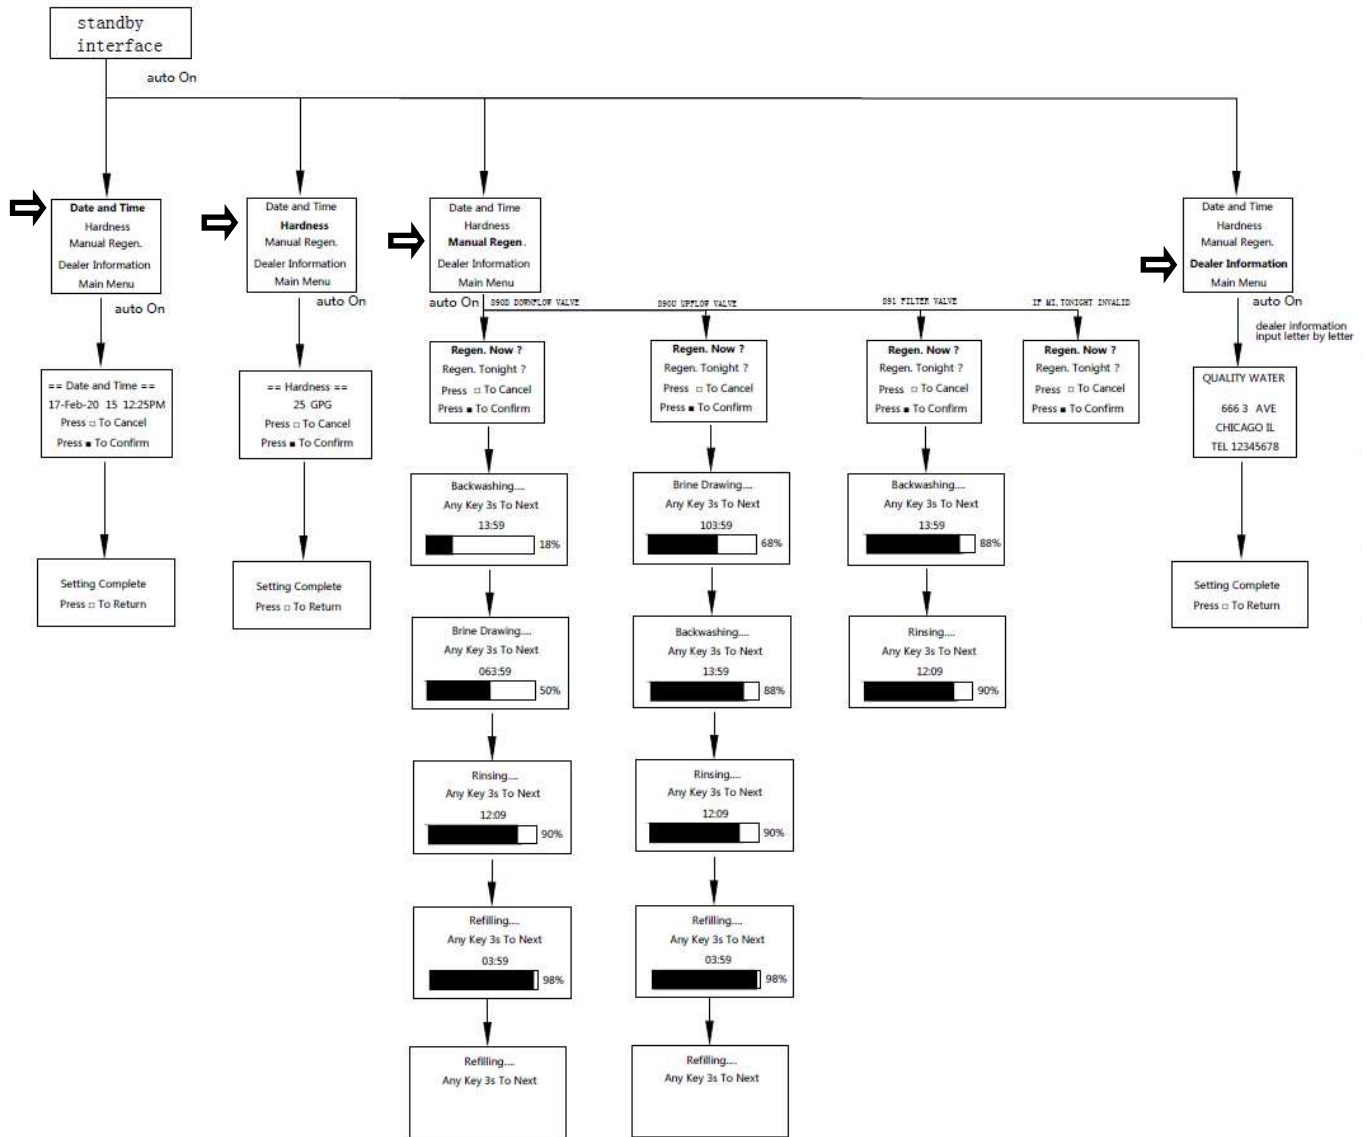 standby
interface
auto On
Date and Time
Hardness
Manual Regen.
Dealer Information
Main Menu
auto On
== Date and Time ==
17-Feb-20 15 12:25PM
Press □ To Cancel
Press ■ To Confirm
Setting Complete
Press □ To Return
Date and Time
Hardness
Manual Regen.
Dealer Information
Main Menu
auto On
== Hardness ==
25 GPG
Press □ To Cancel
Press ■ To Confirm
Setting Complete
Press □ To Return
Date and Time
Hardness
Manual Regen.
Dealer Information
Main Menu
auto On
S90D DOWNFLOW VALVE
Regen. Now ?
Regen. Tonight ?
Press □ To Cancel
Press ■ To Confirm
Backwashing....
Any Key 3s To Next
13:59
18%
Brine Drawing....
Any Key 3s To Next
063:59
50%
Rinsing....
Any Key 3s To Next
12:09
90%
Refilling....
Any Key 3s To Next
03:59
98%
Refilling....
Any Key 3s To Next
S90U UPFLOW VALVE
Regen. Now ?
Regen. Tonight ?
Press □ To Cancel
Press ■ To Confirm
Brine Drawing....
Any Key 3s To Next
103:59
68%
Backwashing....
Any Key 3s To Next
13:59
88%
Rinsing....
Any Key 3s To Next
12:09
90%
Refilling....
Any Key 3s To Next
03:59
98%
Refilling....
Any Key 3s To Next
S91 FILTER VALVE
Regen. Now ?
Regen. Tonight ?
Press □ To Cancel
Press ■ To Confirm
Backwashing....
Any Key 3s To Next
13:59
88%
Rinsing....
Any Key 3s To Next
12:09
90%
IF MI,TONIGHT INVALID
Regen. Now ?
Regen. Tonight ?
Press □ To Cancel
Press ■ To Confirm
Date and Time
Hardness
Manual Regen.
Dealer Information
Main Menu
auto On
dealer information
input letter by letter
QUALITY WATER
666 3 AVE
CHICAGO IL
TEL 12345678
Setting Complete
Press □ To Return